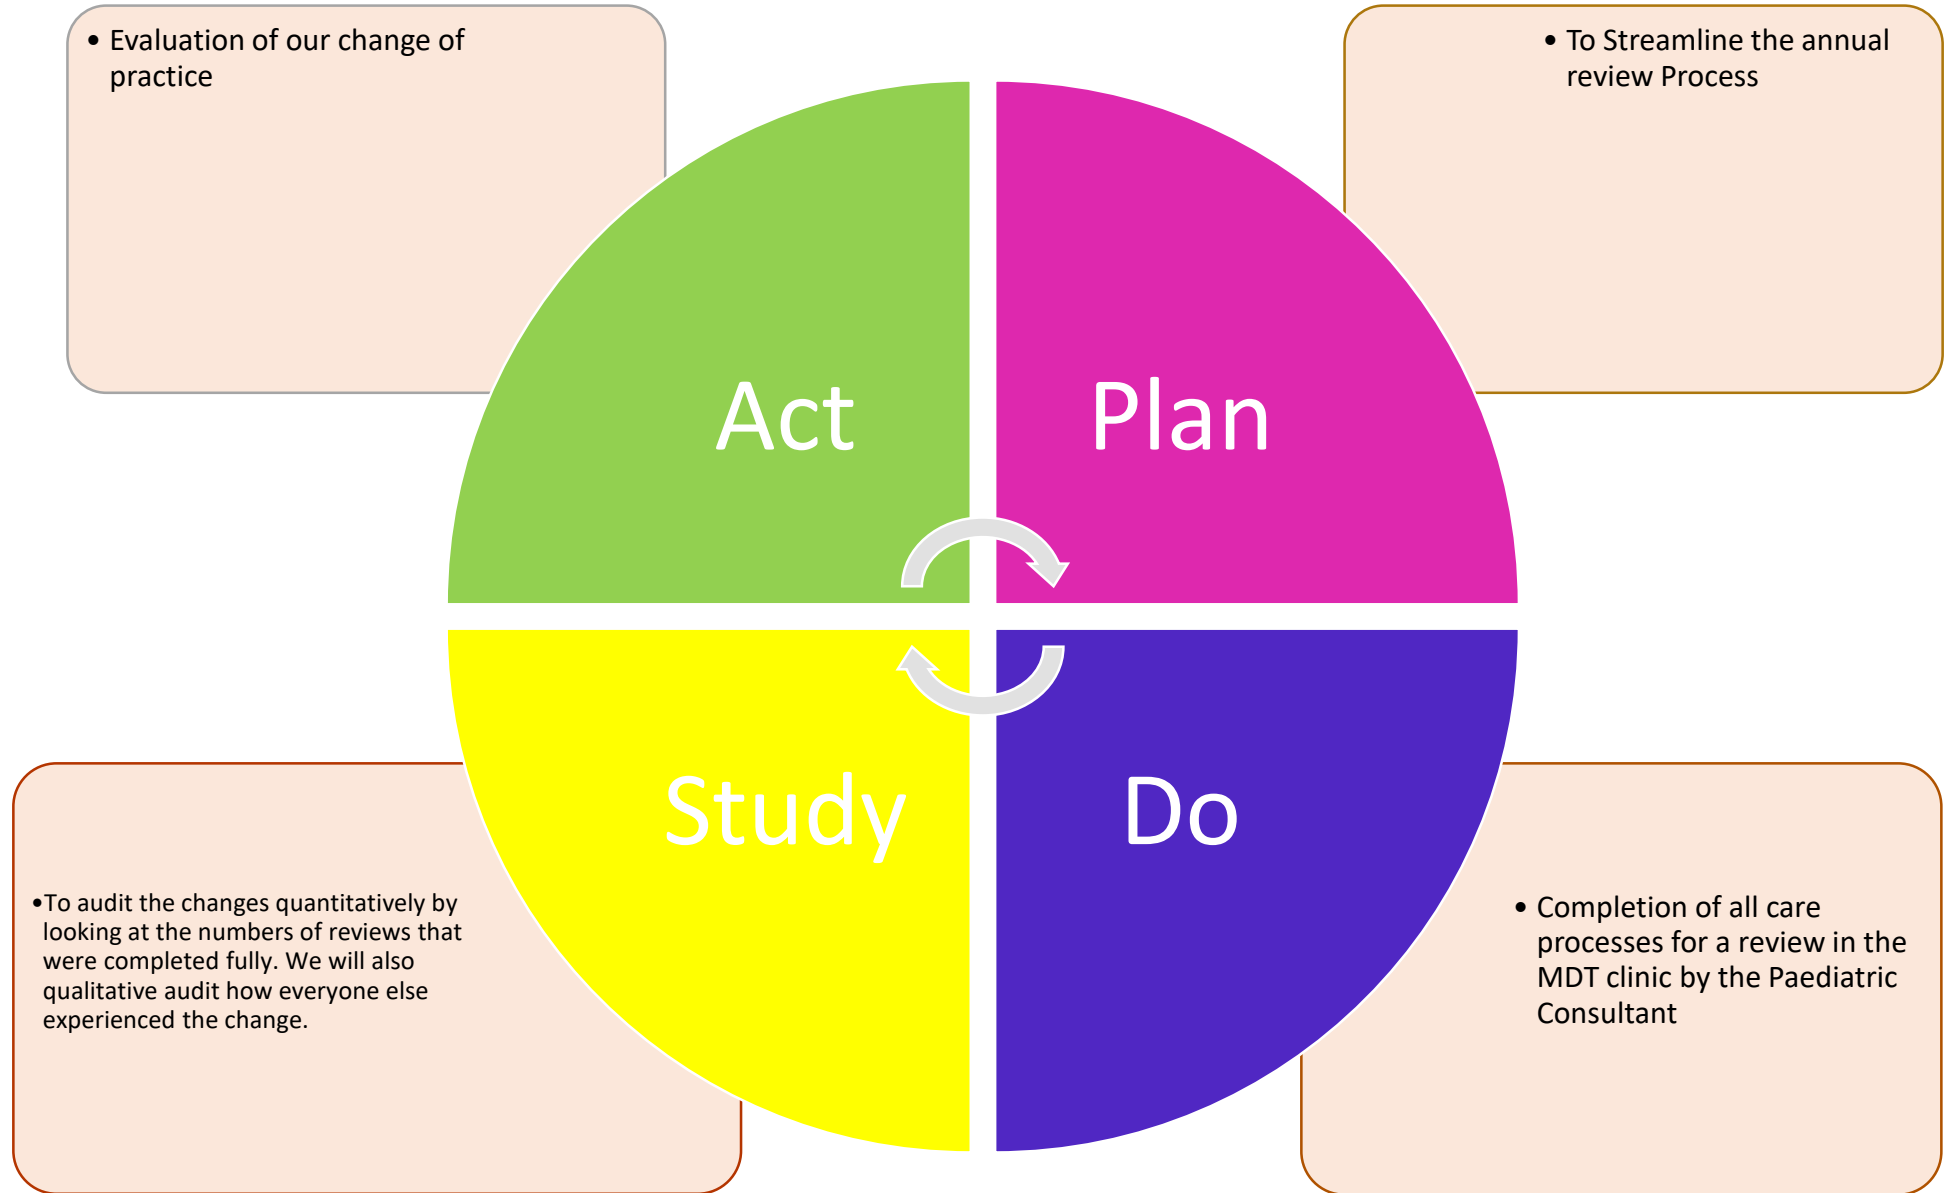 • Evaluation of our change of
practice
• To Streamline the annual
review Process
Act
Plan
Study
Do
•To audit the changes quantitatively by
looking at the numbers of reviews that
were completed fully. We will also
qualitative audit how everyone else
experienced the change.
• Completion of all care
processes for a review in the
MDT clinic by the Paediatric
Consultant